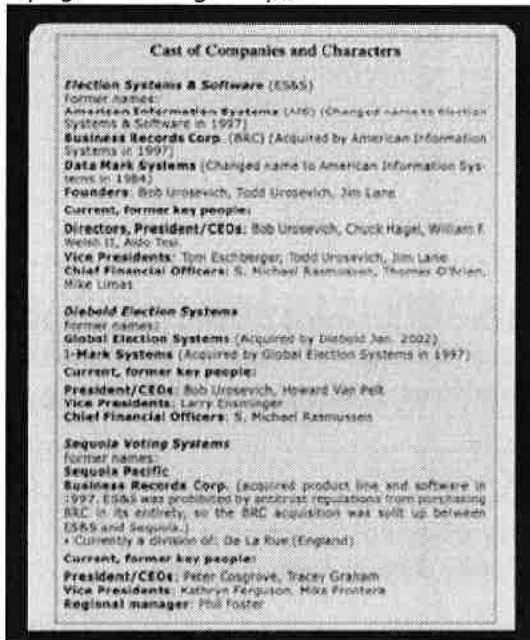 Cast of Companies and Characters
Election Systems & Software (ES&S)
Former names:
American Information Systems (AIS) (Changed name to Election
Systems & Software in 1997)
Business Records Corp. (BRC) (Acquired by American Information
Systems in 1997)
Data Mark Systems (Changed name to American Information Sys-
tems in 1984)
Founders: Bob Urosevich, Todd Urosevich, Jim Lane
Current, former key people:
Directors, President/CEOs: Bob Urosevich, Chuck Hagel, William F.
Welsh II, Aldo Tesi
Vice Presidents: Tom Eschberger, Todd Urosevich, Jim Lane
Chief Financial Officers: S. Michael Rasmussen, Thomas O'Brien,
Mike Limas
Diebold Election Systems
Former names:
Global Election Systems (Acquired by Diebold Jan. 2002)
I-Mark Systems (Acquired by Global Election Systems in 1997)
Current, former key people:
President/CEOs: Bob Urosevich, Howard Van Pelt
Vice Presidents: Larry Ensminger
Chief Financial Officers: S. Michael Rasmussen
Sequoia Voting Systems
Former names:
Sequoia Pacific
Business Records Corp. (acquired product line and software in
1997. ES&S was prohibited by antitrust regulations from purchasing
BRC in its entirety, so the BRC acquisition was split up between
ES&S and Sequoia.)
• Currently a division of: De La Rue (England)
Current, former key people:
President/CEOs: Peter Cosgrove, Tracey Graham
Vice Presidents: Kathryn Ferguson, Mike Frontera
Regional manager: Phil Foster